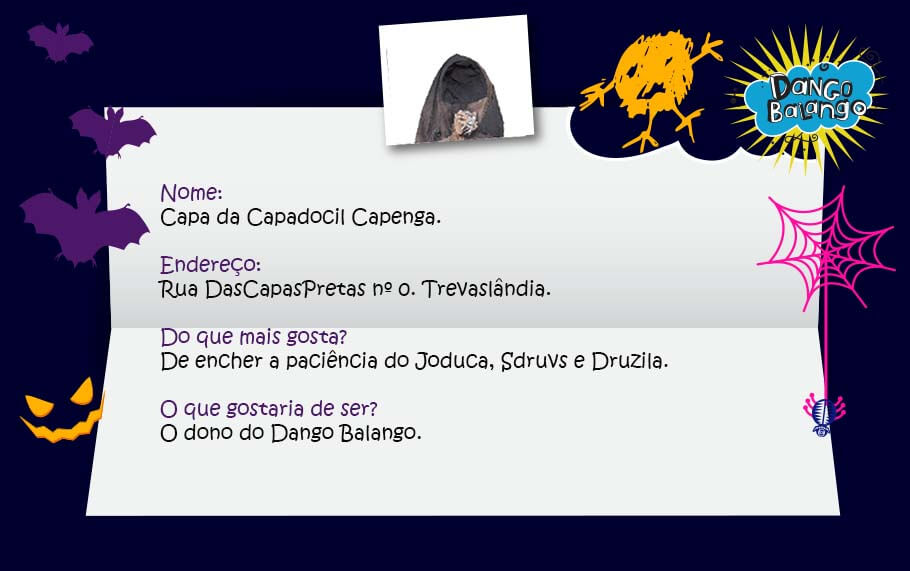 DANGO
BALANGO
Nome:
Capa da Capadocil Capenga.
Endereço:
Rua DasCapasPretas nº 0. Trevaslândia.
Do que mais gosta?
De encher a paciência do Joduca, Sdruvs e Druzila.
O que gostaria de ser?
O dono do Dango Balango.